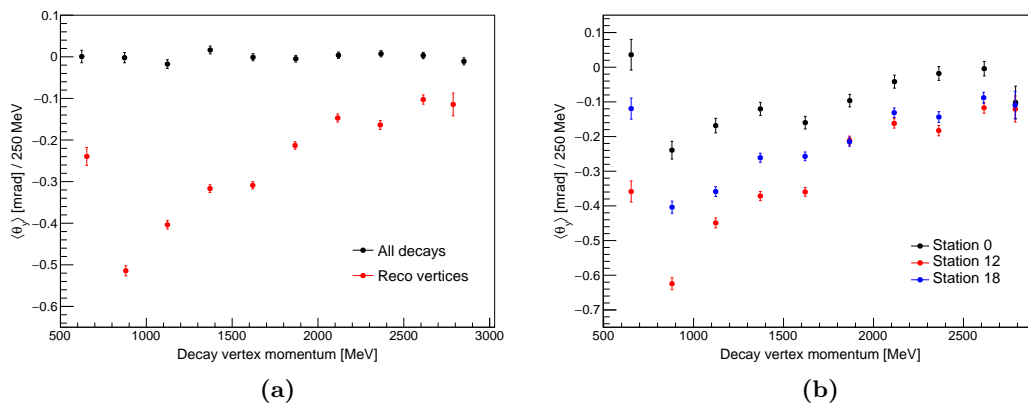 0.1
0
−0.1
−0.2
−0.3
−0.4
−0.5
−0.6
⟨θy⟩ [mrad] / 250 MeV
All decays
Reco vertices
500 1000 1500 2000 2500 3000
Decay vertex momentum [MeV]
(a)
0.1
0
−0.1
−0.2
−0.3
−0.4
−0.5
−0.6
−0.7
⟨θy⟩ [mrad] / 250 MeV
Station 0
Station 12
Station 18
500 1000 1500 2000 2500
Decay vertex momentum [MeV]
(b)